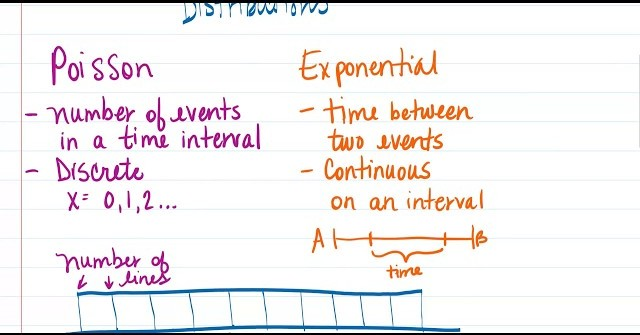 Distributions
Poisson
- number of events
in a time interval
- Discrete
X= 0,1,2...
Exponential
- time between
two events
- Continuous
on an interval
A B
time
number of
lines